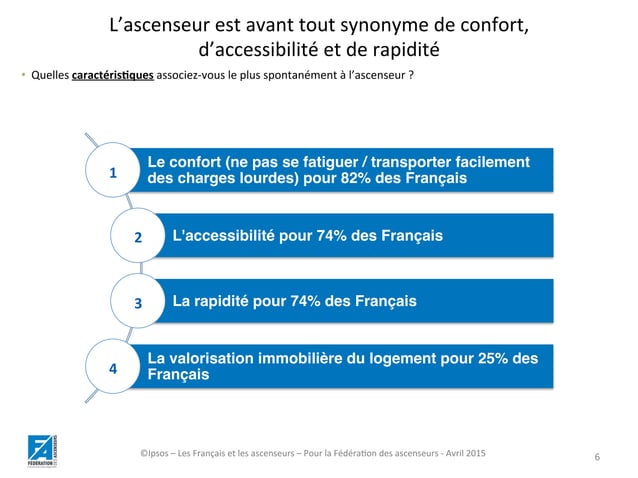 L’ascenseur est avant tout synonyme de confort,
d’accessibilité et de rapidité
• Quelles caractéristiques associez-vous le plus spontanément à l’ascenseur ?
1
Le confort (ne pas se fatiguer / transporter facilement
des charges lourdes) pour 82% des Français
2
L'accessibilité pour 74% des Français
3
La rapidité pour 74% des Français
4
La valorisation immobilière du logement pour 25% des
Français
FÉDÉRATION
DES ASCENSEURS
©Ipsos – Les Français et les ascenseurs – Pour la Fédération des ascenseurs - Avril 2015
6